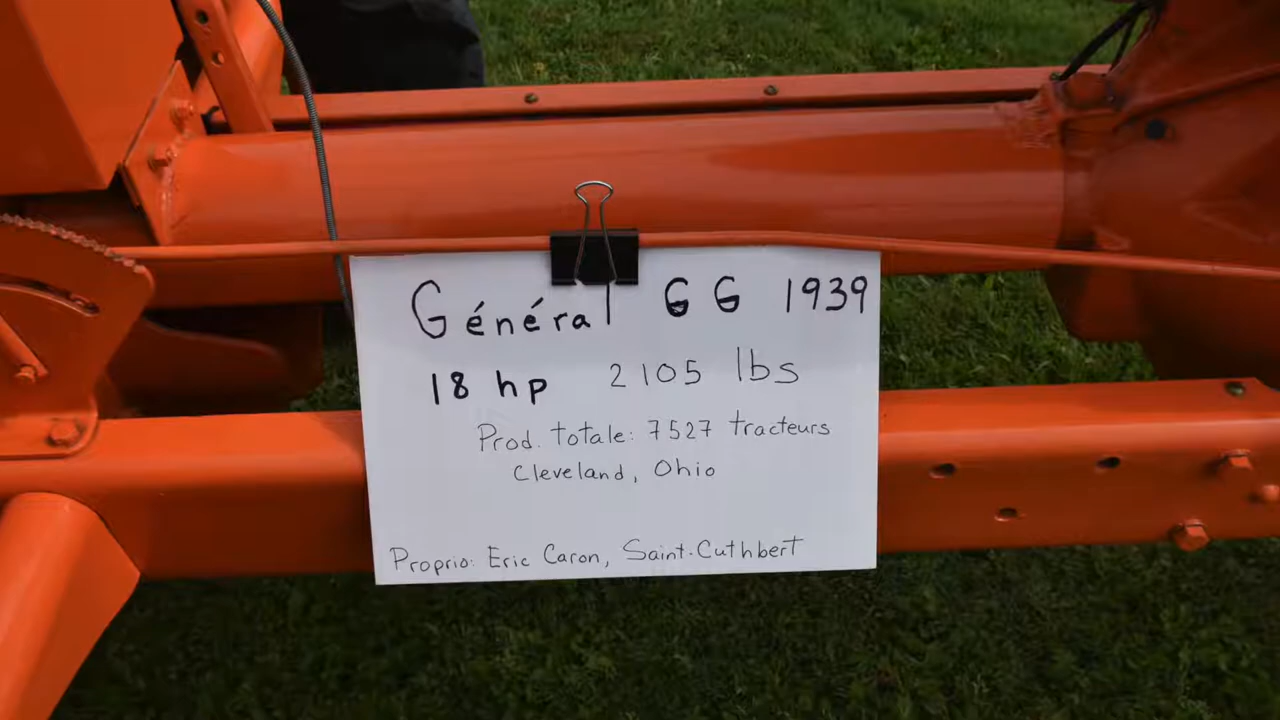 Général GG 1939
18 hp 2105 lbs
Prod. totale: 7527 tracteurs
Cleveland, Ohio
Proprio: Eric Caron, Saint-Cuthbert